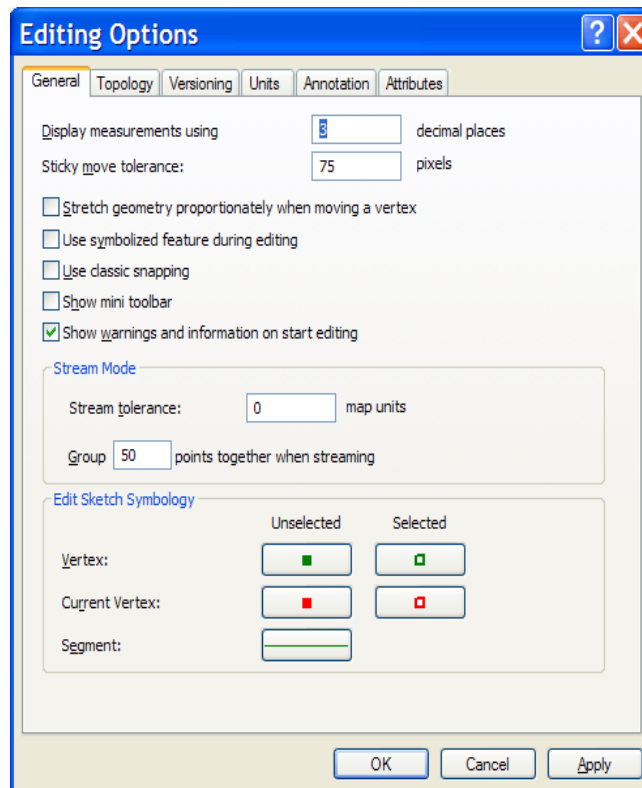 Editing Options
General Topology Versioning Units Annotation Attributes
Display measurements using 3 decimal places
Sticky move tolerance: 75 pixels
Stretch geometry proportionately when moving a vertex
Use symbolized feature during editing
Use classic snapping
Show mini toolbar
Show warnings and information on start editing
Stream Mode
Stream tolerance: 0 map units
Group 50 points together when streaming
Edit Sketch Symbology
Unselected Selected
Vertex:
Current Vertex:
Segment:
OK Cancel Apply